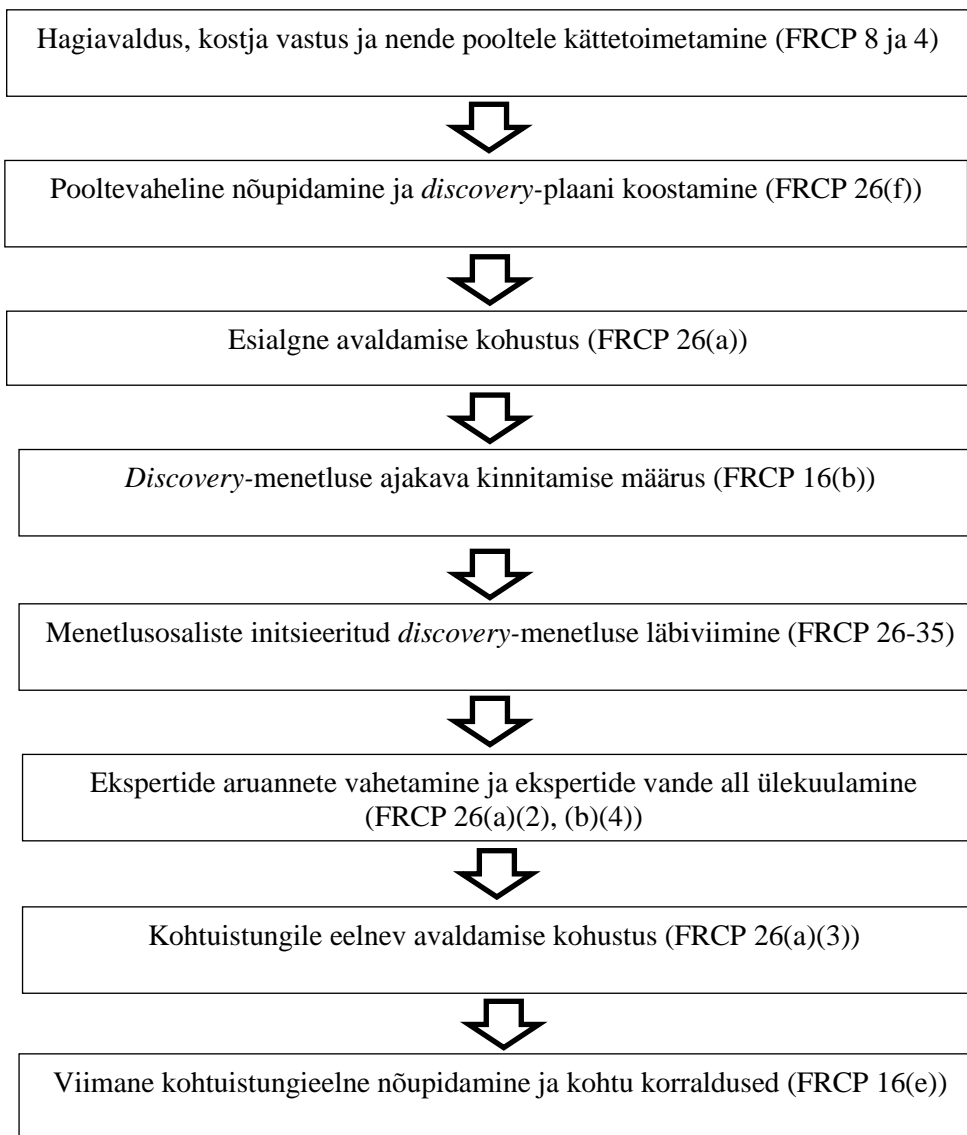 Hagiavaldus, kostja vastus ja nende pooltele kättetoimetamine (FRCP 8 ja 4)
Pooltevaheline nõupidamine ja discovery-plaani koostamine (FRCP 26(f))
Esialgne avaldamise kohustus (FRCP 26(a))
Discovery-menetluse ajakava kinnitamise määrus (FRCP 16(b))
Menetlusosaliste initsieeritud discovery-menetluse läbiviimine (FRCP 26-35)
Ekspertide aruannete vahetamine ja ekspertide vande all ülekuulamine
(FRCP 26(a)(2), (b)(4))
Kohtuistungile eelnev avaldamise kohustus (FRCP 26(a)(3))
Viimane kohtuistungieelne nõupidamine ja kohtu korraldused (FRCP 16(e))